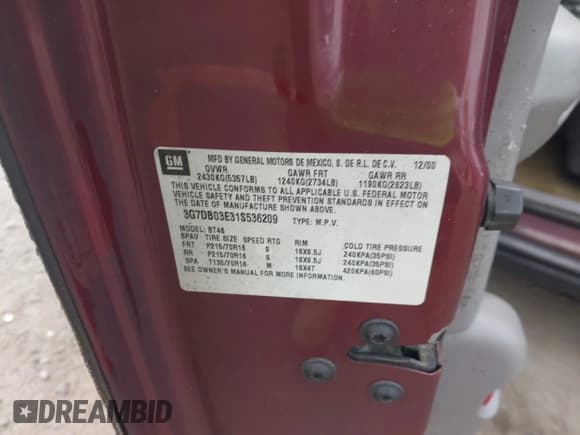 GM
MFD BY GENERAL MOTORS DE MEXICO, S. DE R.L. DE C.V. 12/00
GVWR GAWR FRT GAWR RR
2430KG(5357LB) 1240KG(2734LB) 1190KG(2623LB)
THIS VEHICLE CONFORMS TO ALL APPLICABLE U.S. FEDERAL MOTOR
VEHICLE SAFETY AND THEFT PREVENTION STANDARDS IN EFFECT ON
THE DATE OF MANUFACTURE SHOWN ABOVE.
3G7DB03E31S536209 TYPE: M.P.V.
MODEL: BT46
BPAV TIRE SIZE SPEED RTG RIM COLD TIRE PRESSURE
FRT P215/70R16 S 16X6.5J 240KPA(35PSI)
RR P215/70R16 S 16X6.5J 240KPA(35PSI)
SPA T135/70R16 M 16X4T 420KPA(60PSI)
SEE OWNER'S MANUAL FOR MORE INFORMATION
DREAMBID